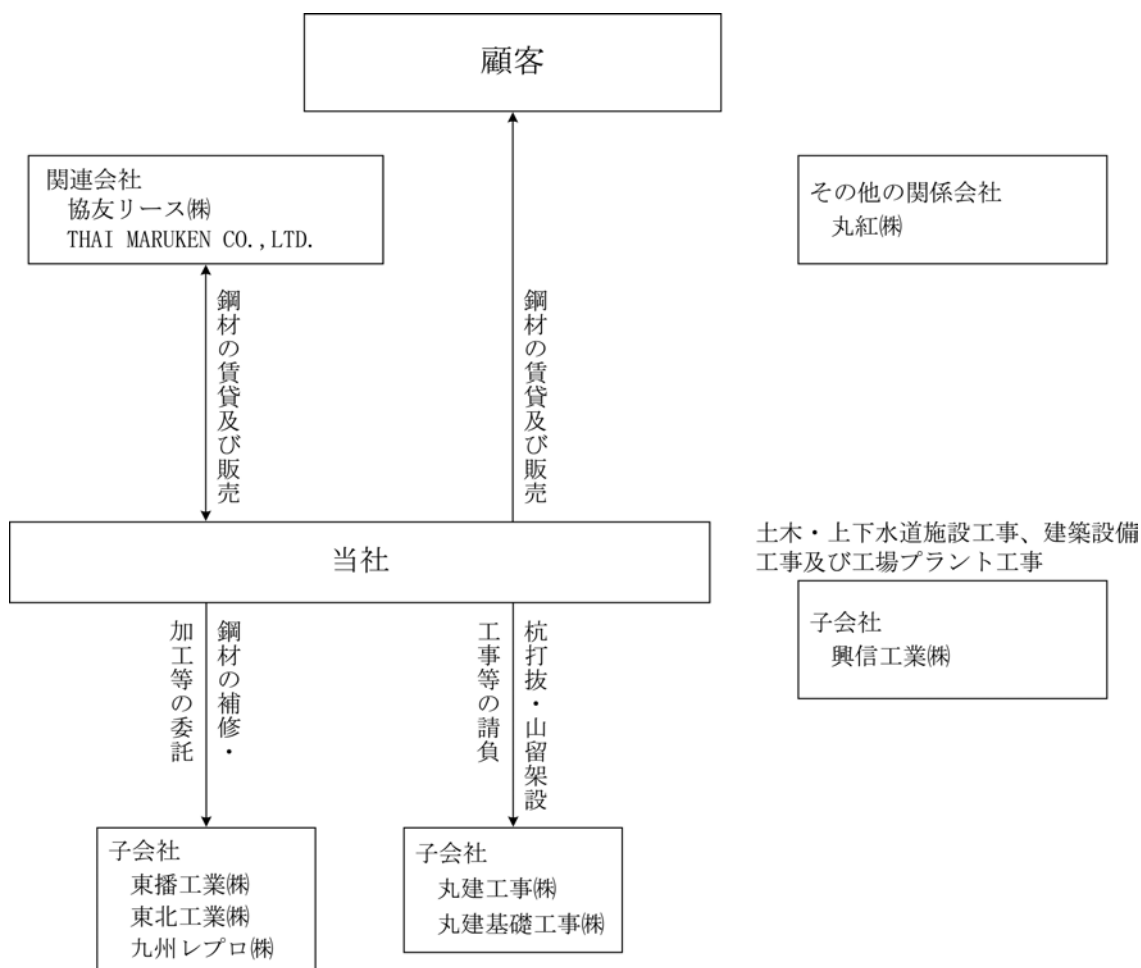 顧客
関連会社
協友リース㈱
THAI MARUKEN CO.,LTD.
その他の関係会社
丸紅㈱
鋼材の賃貸及び販売
鋼材の賃貸及び販売
当社
土木・上下水道施設工事、建築設備
工事及び工場プラント工事
子会社
興信工業㈱
鋼材の補修・
加工等の委託
杭打抜・山留架設
工事等の請負
子会社
東播工業㈱
東北工業㈱
九州レプロ㈱
子会社
丸建工事㈱
丸建基礎工事㈱